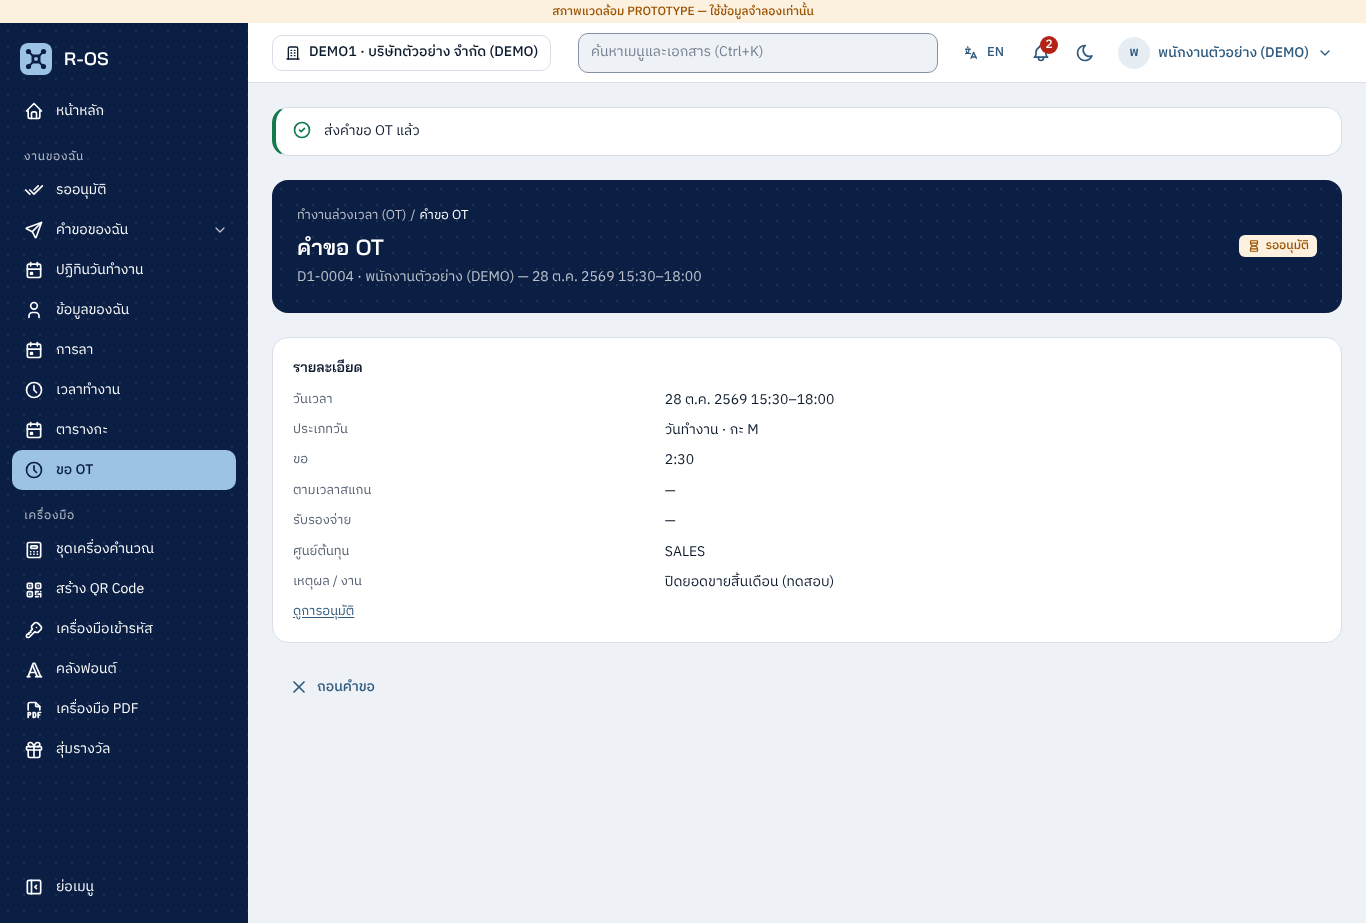 สภาพแวดล้อม PROTOTYPE — ใช้ข้อมูลจำลองเท่านั้น
R-OS
DEMO1 · บริษัทตัวอย่าง จำกัด (DEMO)
ค้นหาเมนูและเอกสาร (Ctrl+K)
EN
2
พ
พนักงานตัวอย่าง (DEMO)
หน้าหลัก
งานของฉัน
รออนุมัติ
คำขอของฉัน
ปฏิทินวันทำงาน
ข้อมูลของฉัน
การลา
เวลาทำงาน
ตารางกะ
ขอ OT
เครื่องมือ
ชุดเครื่องคำนวณ
สร้าง QR Code
เครื่องมือเข้ารหัส
คลังฟอนต์
เครื่องมือ PDF
สุ่มรางวัล
ย่อเมนู
ส่งคำขอ OT แล้ว
ทำงานล่วงเวลา (OT) / คำขอ OT
คำขอ OT
D1-0004 · พนักงานตัวอย่าง (DEMO) — 28 ต.ค. 2569 15:30–18:00
รออนุมัติ
รายละเอียด
วันเวลา 28 ต.ค. 2569 15:30–18:00
ประเภทวัน วันทำงาน · กะ M
ขอ 2:30
ตามเวลาสแกน —
รับรองจ่าย —
ศูนย์ต้นทุน SALES
เหตุผล / งาน ปิดยอดขายสิ้นเดือน (ทดสอบ)
ดูการอนุมัติ
ถอนคำขอ